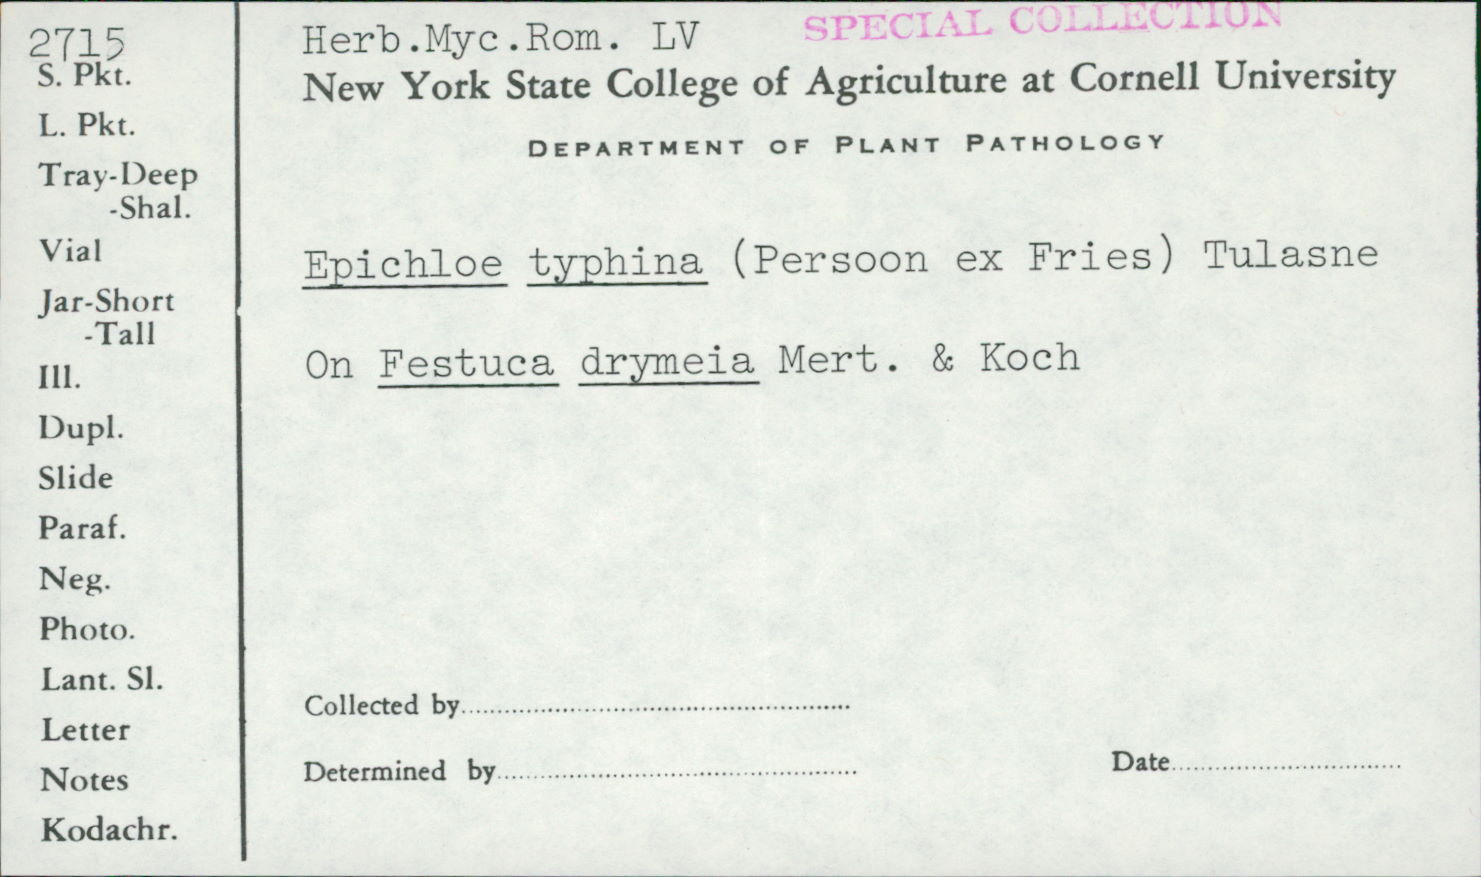 2715
S. Pkt.
L. Pkt.
Tray-Deep
-Shal.
Vial
Jar-Short
-Tall
Ill.
Dupl.
Slide
Paraf.
Neg.
Photo.
Lant. Sl.
Letter
Notes
Kodachr.
Herb.Myc.Rom. LV
SPECIAL COLLECTION
New York State College of Agriculture at Cornell University
DEPARTMENT OF PLANT PATHOLOGY
Epichloe typhina (Persoon ex Fries) Tulasne
On Festuca drymeia Mert. & Koch
Collected by
Determined by
Date